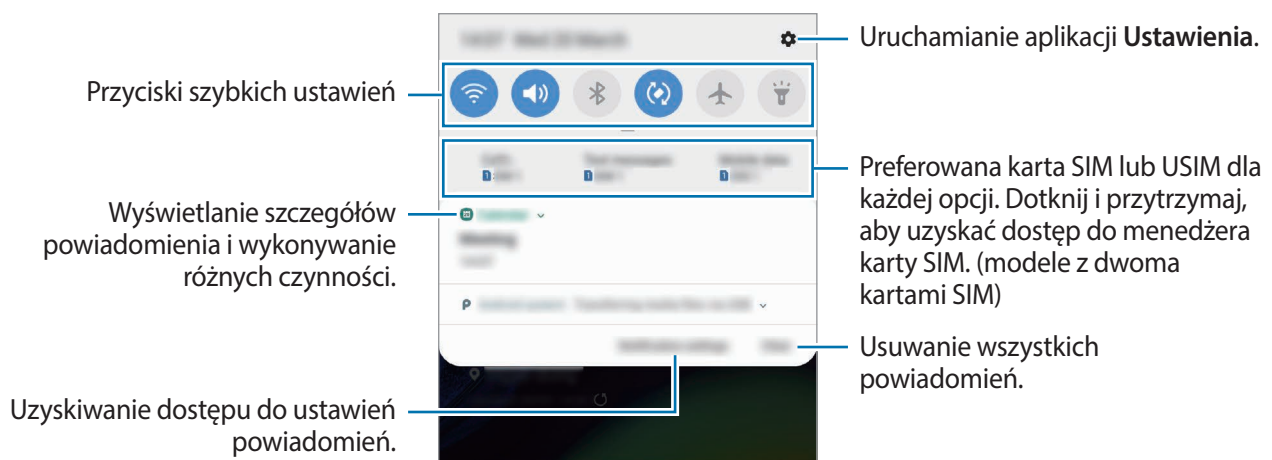 Uruchamianie aplikacji Ustawienia.
Przyciski szybkich ustawień
Preferowana karta SIM lub USIM dla
każdej opcji. Dotknij i przytrzymaj,
aby uzyskać dostęp do menedżera
karty SIM. (modele z dwoma
kartami SIM)
Wyświetlanie szczegółów
powiadomienia i wykonywanie
różnych czynności.
Usuwanie wszystkich
powiadomień.
Uzyskiwanie dostępu do ustawień
powiadomień.